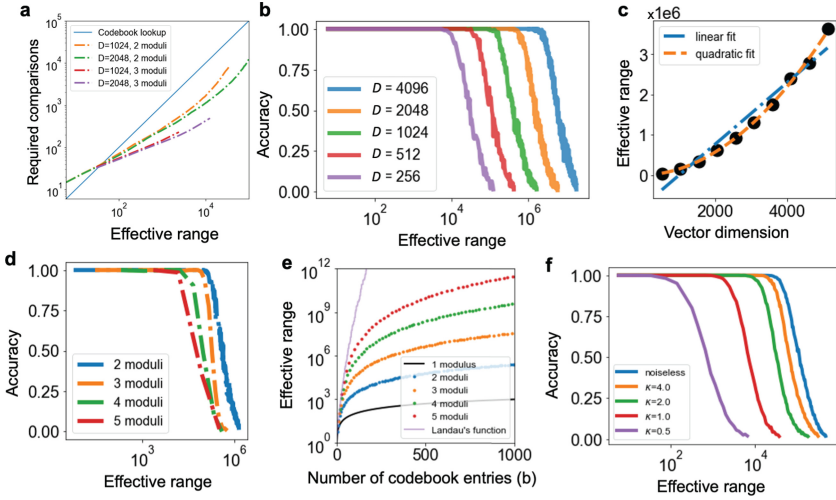 a
Required comparisons
10^5
10^4
10^3
10^2
10^1
Codebook lookup
D=1024, 2 moduli
D=2048, 2 moduli
D=1024, 3 moduli
D=2048, 3 moduli
10^2
10^4
Effective range
b
Accuracy
1.00
0.75
0.50
0.25
0.00
D = 4096
D = 2048
D = 1024
D = 512
D = 256
10^2
10^4
10^6
Effective range
c
x1e6
Effective range
3
2
1
0
linear fit
quadratic fit
2000
4000
Vector dimension
d
Accuracy
1.00
0.75
0.50
0.25
0.00
2 moduli
3 moduli
4 moduli
5 moduli
10^3
10^6
Effective range
e
Effective range
10^12
10^9
10^6
10^3
10^0
1 modulus
2 moduli
3 moduli
4 moduli
5 moduli
Landau's function
0
500
1000
Number of codebook entries (b)
f
Accuracy
1.00
0.75
0.50
0.25
0.00
noiseless
κ=4.0
κ=2.0
κ=1.0
κ=0.5
10^2
10^4
Effective range